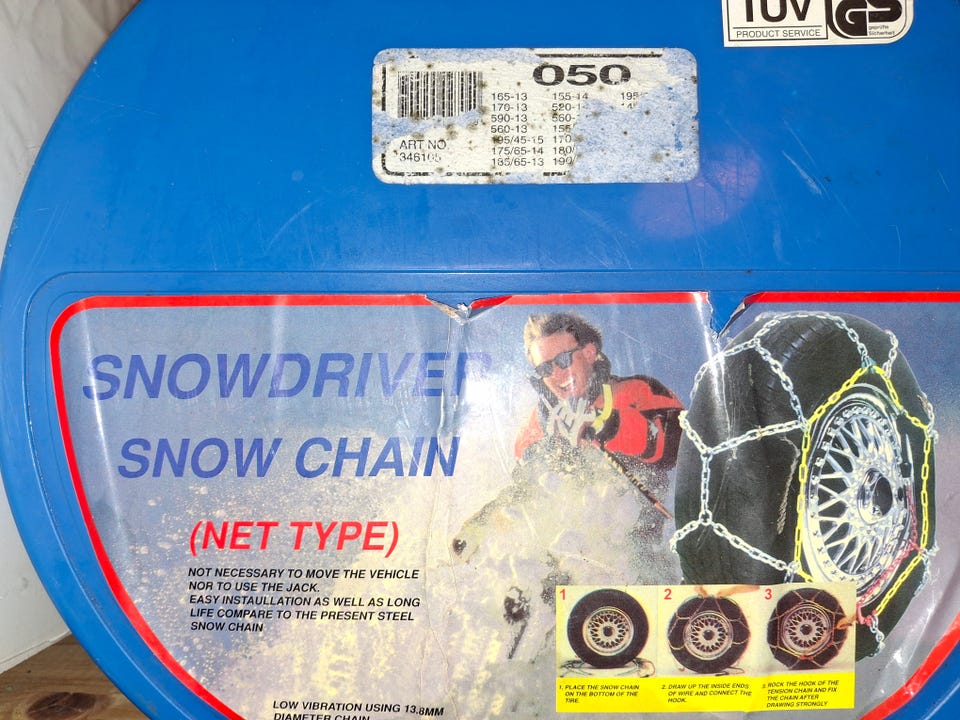 TÜV
PRODUCT SERVICE
GS
geprüfte
Sicherheit
050
165-13 155-14
170-13
590-13
560-13 155
175/65-14 180/
185/65-13 190/
ART NO.
SNOWDRIVER
SNOW CHAIN
(NET TYPE)
NOT NECESSARY TO MOVE THE VEHICLE
NOR TO USE THE JACK.
EASY INSTAULLATION AS WELL AS LONG
LIFE COMPARE TO THE PRESENT STEEL
SNOW CHAIN
LOW VIBRATION USING 13.8MM
DIAMETER CHAIN
1 2 3
1. PLACE THE SNOW CHAIN
ON THE BOTTOM OF THE
TIRE.
2. DRAW UP THE INSIDE ENDS
OF WIRE AND CONNECT THE
HOOK.
3. ROCK THE HOOK OF THE
TENSION CHAIN AND FIX
THE CHAIN AFTER
DRAWING STRONGLY